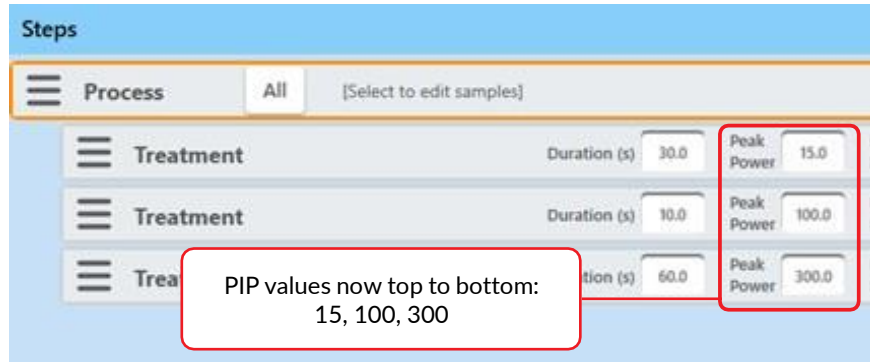 Steps
Process All [Select to edit samples]
Treatment Duration (s) 30.0 Peak Power 15.0
Treatment Duration (s) 10.0 Peak Power 100.0
Trea tion (s) 60.0 Peak Power 300.0
PIP values now top to bottom:
15, 100, 300